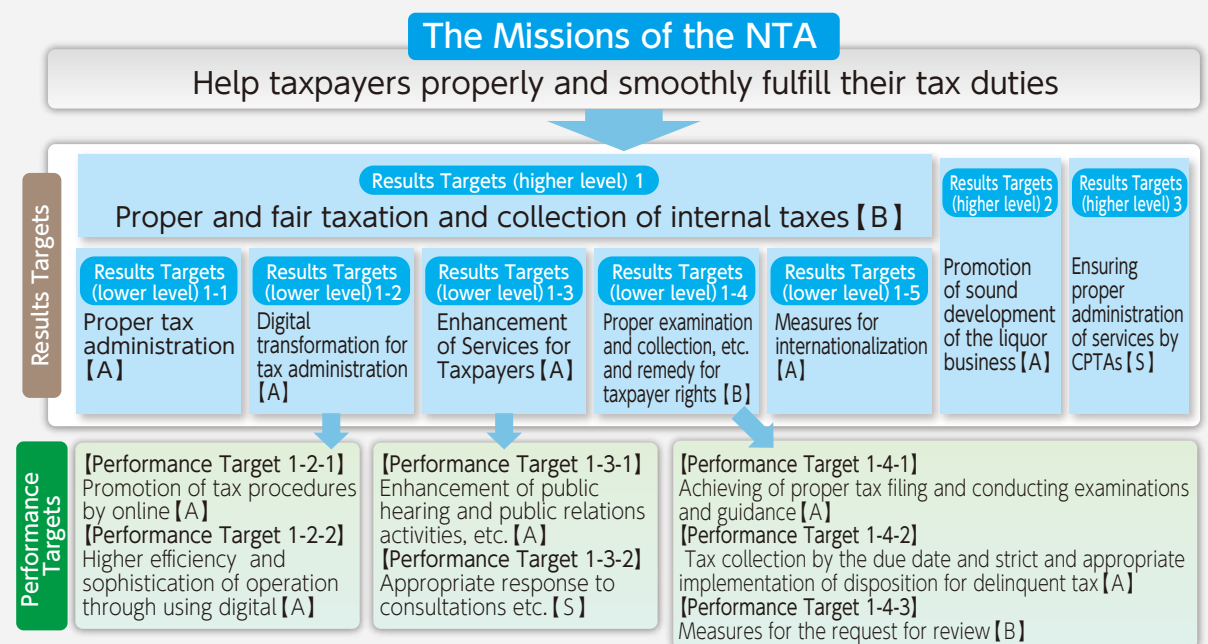 The Missions of the NTA
Help taxpayers properly and smoothly fulfill their tax duties
Results Targets
Results Targets (higher level) 1
Proper and fair taxation and collection of internal taxes【B】
Results Targets
(lower level) 1-1
Proper tax
administration
【A】
Results Targets
(lower level) 1-2
Digital
transformation for
tax administration
【A】
Results Targets
(lower level) 1-3
Enhancement
of Services for
Taxpayers【A】
Results Targets
(lower level) 1-4
Proper examination
and collection, etc.
and remedy for
taxpayer rights【B】
Results Targets
(lower level) 1-5
Measures for
internationalization
【A】
Results Targets
(higher level) 2
Promotion
of sound
development
of the liquor
business【A】
Results Targets
(higher level) 3
Ensuring
proper
administration
of services by
CPTAs【S】
Performance
Targets
【Performance Target 1-2-1】
Promotion of tax procedures
by online【A】
【Performance Target 1-2-2】
Higher efficiency and
sophistication of operation
through using digital【A】
【Performance Target 1-3-1】
Enhancement of public
hearing and public relations
activities, etc.【A】
【Performance Target 1-3-2】
Appropriate response to
consultations etc.【S】
【Performance Target 1-4-1】
Achieving of proper tax filing and conducting examinations
and guidance【A】
【Performance Target 1-4-2】
Tax collection by the due date and strict and appropriate
implementation of disposition for delinquent tax【A】
【Performance Target 1-4-3】
Measures for the request for review【B】